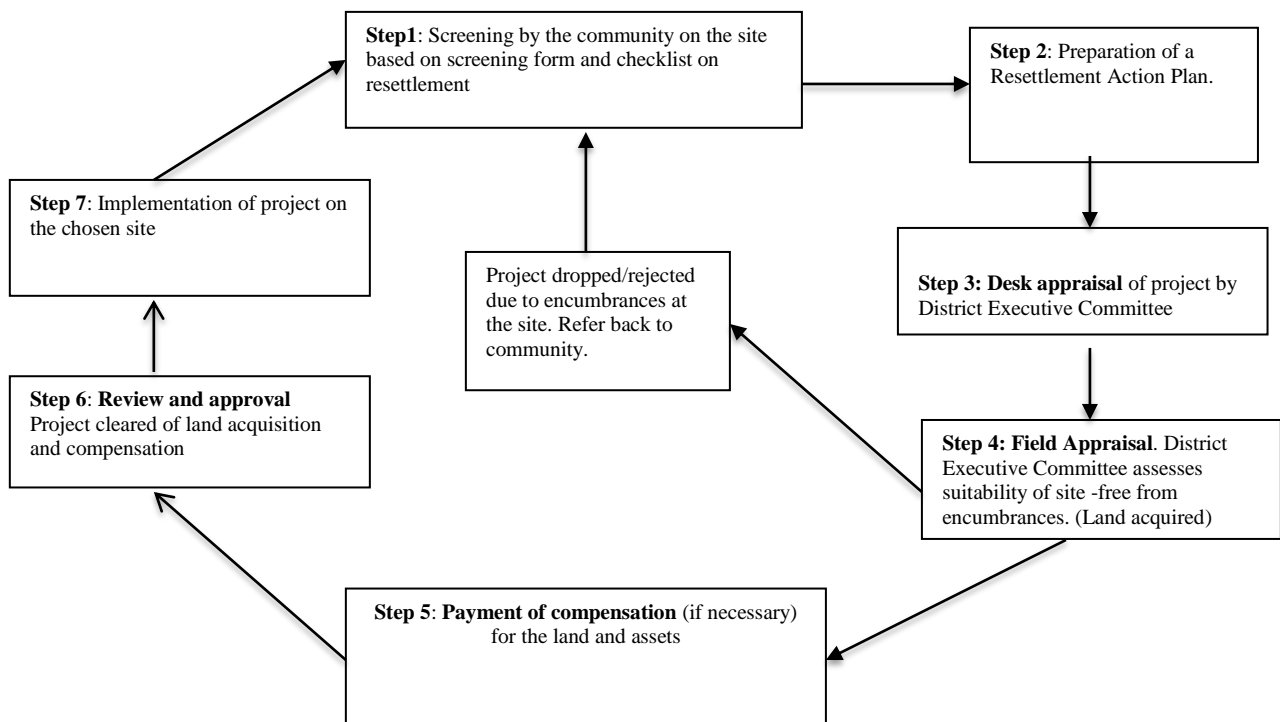 Step1: Screening by the community on the site
based on screening form and checklist on
resettlement
Step 2: Preparation of a
Resettlement Action Plan.
Step 3: Desk appraisal of project by
District Executive Committee
Step 4: Field Appraisal. District
Executive Committee assesses
suitability of site -free from
encumbrances. (Land acquired)
Project dropped/rejected
due to encumbrances at
the site. Refer back to
community.
Step 5: Payment of compensation (if necessary)
for the land and assets
Step 6: Review and approval
Project cleared of land acquisition
and compensation
Step 7: Implementation of project on
the chosen site